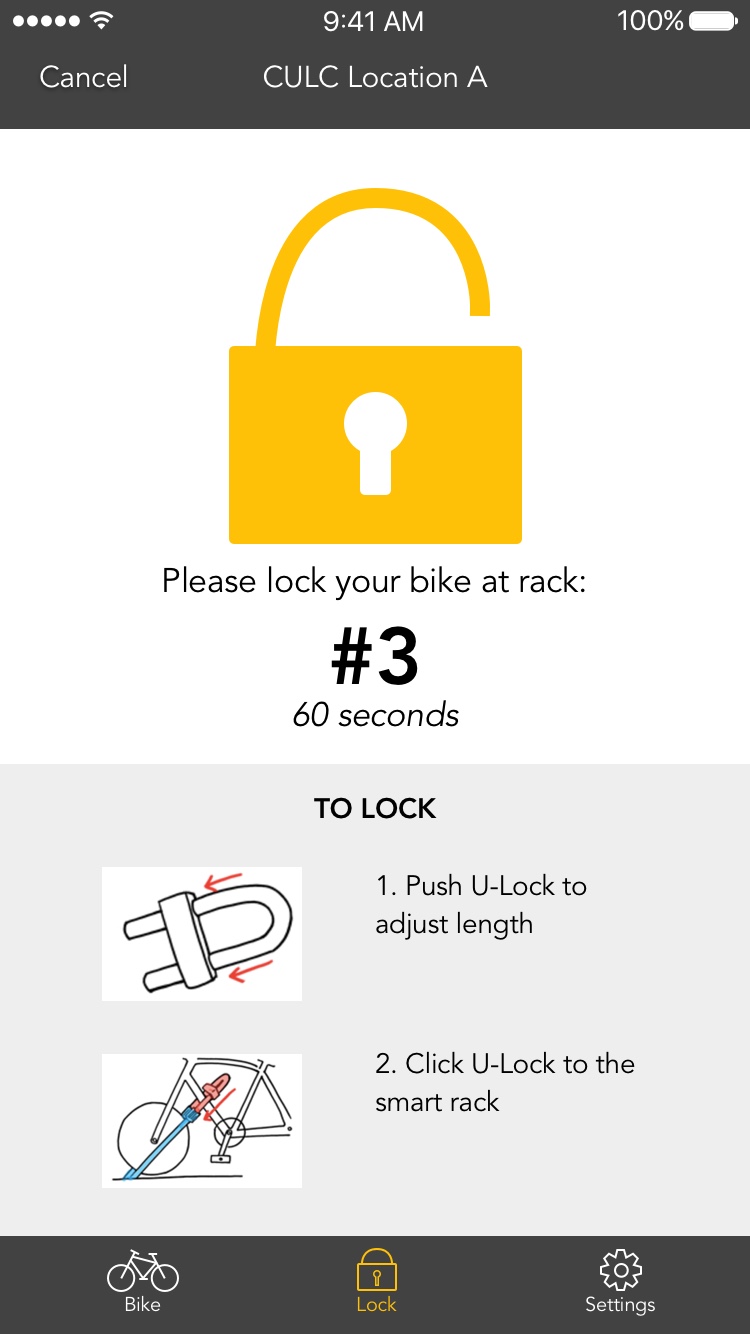 9:41 AM
100%
Cancel
CULC Location A
Please lock your bike at rack:
#3
60 seconds
TO LOCK
1. Push U-Lock to
adjust length
2. Click U-Lock to the
smart rack
Bike
Lock
Settings